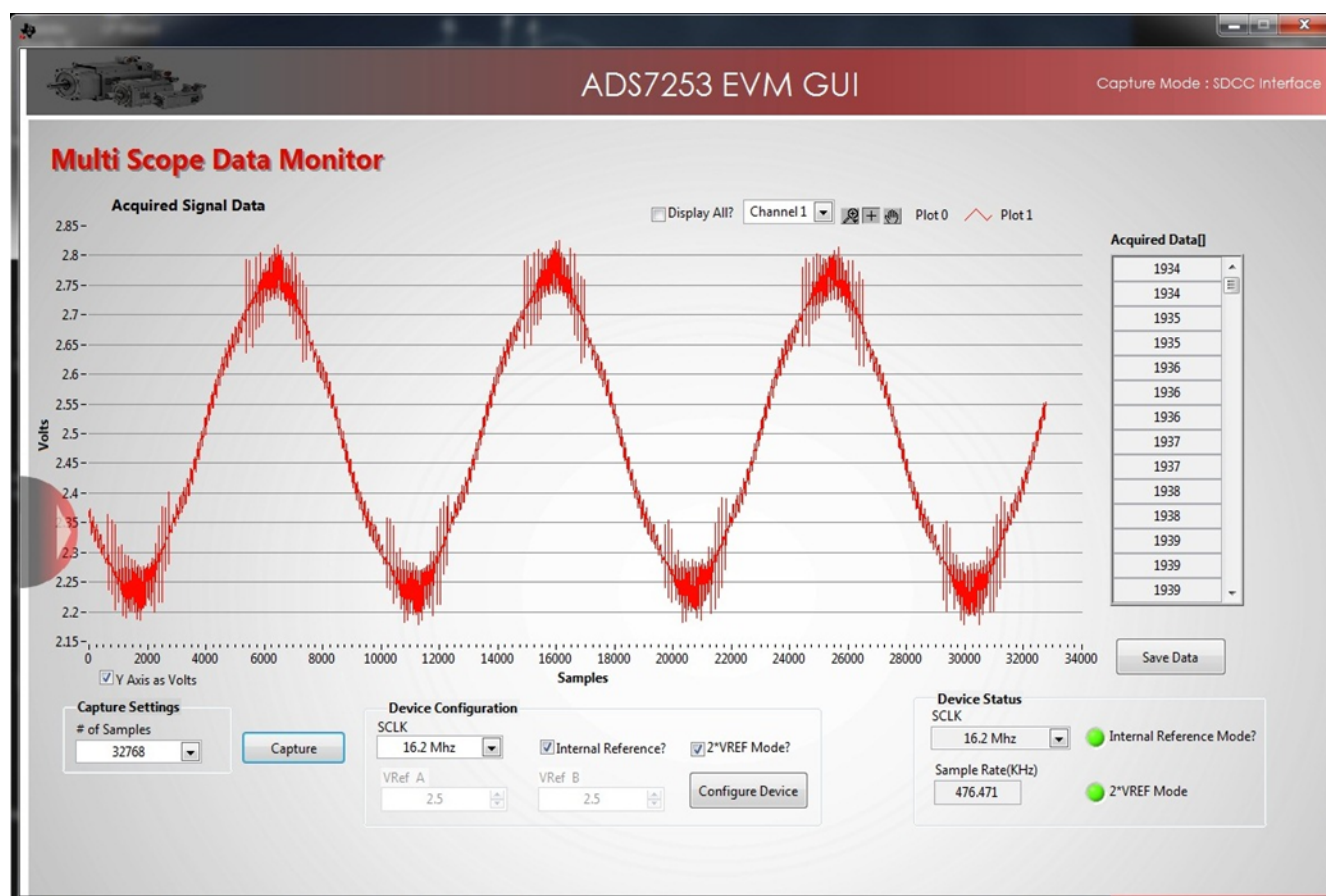 ADS7253 EVM GUI
Capture Mode : SDCC Interface
Multi Scope Data Monitor
Acquired Signal Data
Display All?
Channel 1
Plot 0
Plot 1
Acquired Data[]
2.85
2.8
2.75
2.7
2.65
2.6
2.55
2.5
2.45
2.4
2.35
2.3
2.25
2.2
2.15
Volts
0 2000 4000 6000 8000 10000 12000 14000 16000 18000 20000 22000 24000 26000 28000 30000 32000 34000
Samples
Y Axis as Volts
1934
1934
1935
1935
1936
1936
1936
1937
1937
1938
1938
1939
1939
1939
Save Data
Capture Settings
# of Samples
32768
Capture
Device Configuration
SCLK
16.2 Mhz
Internal Reference?
2*VREF Mode?
VRef A
2.5
VRef B
2.5
Configure Device
Device Status
SCLK
16.2 Mhz
Internal Reference Mode?
Sample Rate(KHz)
476.471
2*VREF Mode